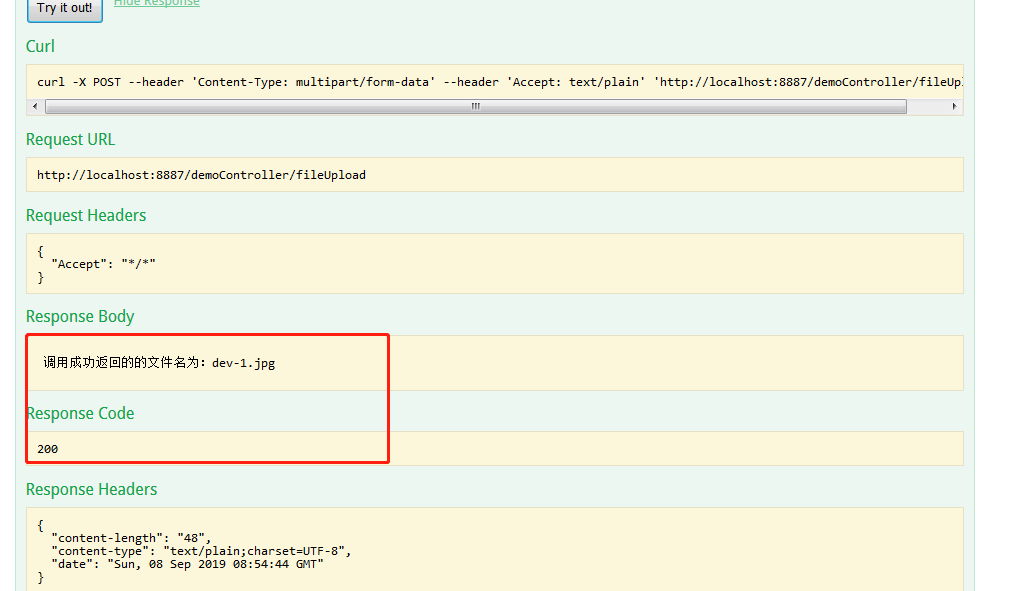 Try it out!
Hide Response
Curl
curl -X POST --header 'Content-Type: multipart/form-data' --header 'Accept: text/plain' 'http://localhost:8887/demoController/fileUpl
Request URL
http://localhost:8887/demoController/fileUpload
Request Headers
{
"Accept": "*/*"
}
Response Body
调用成功返回的的文件名为：dev-1.jpg
Response Code
200
Response Headers
{
"content-length": "48",
"content-type": "text/plain;charset=UTF-8",
"date": "Sun, 08 Sep 2019 08:54:44 GMT"
}